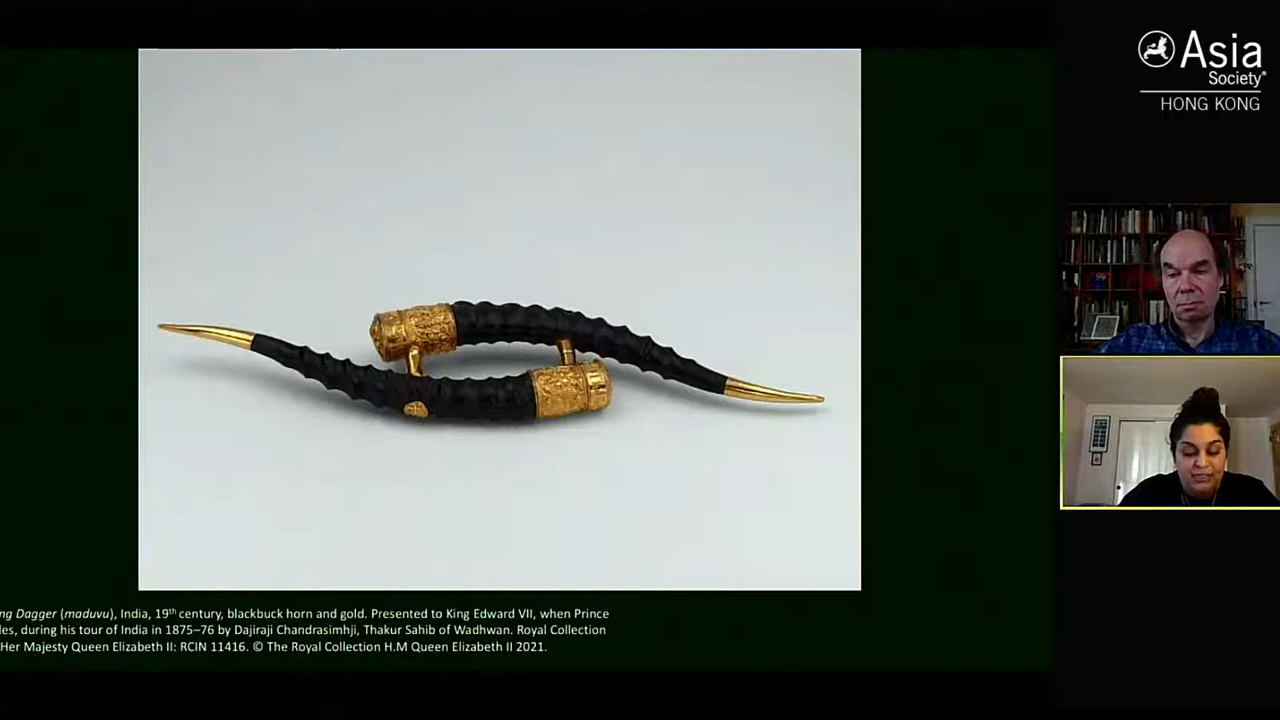 Asia
Society®
HONG KONG
ng Dagger (maduvu), India, 19th century, blackbuck horn and gold. Presented to King Edward VII, when Prince
les, during his tour of India in 1875–76 by Dajiraji Chandrasimhji, Thakur Sahib of Wadhwan. Royal Collection
Her Majesty Queen Elizabeth II: RCIN 11416. © The Royal Collection H.M Queen Elizabeth II 2021.